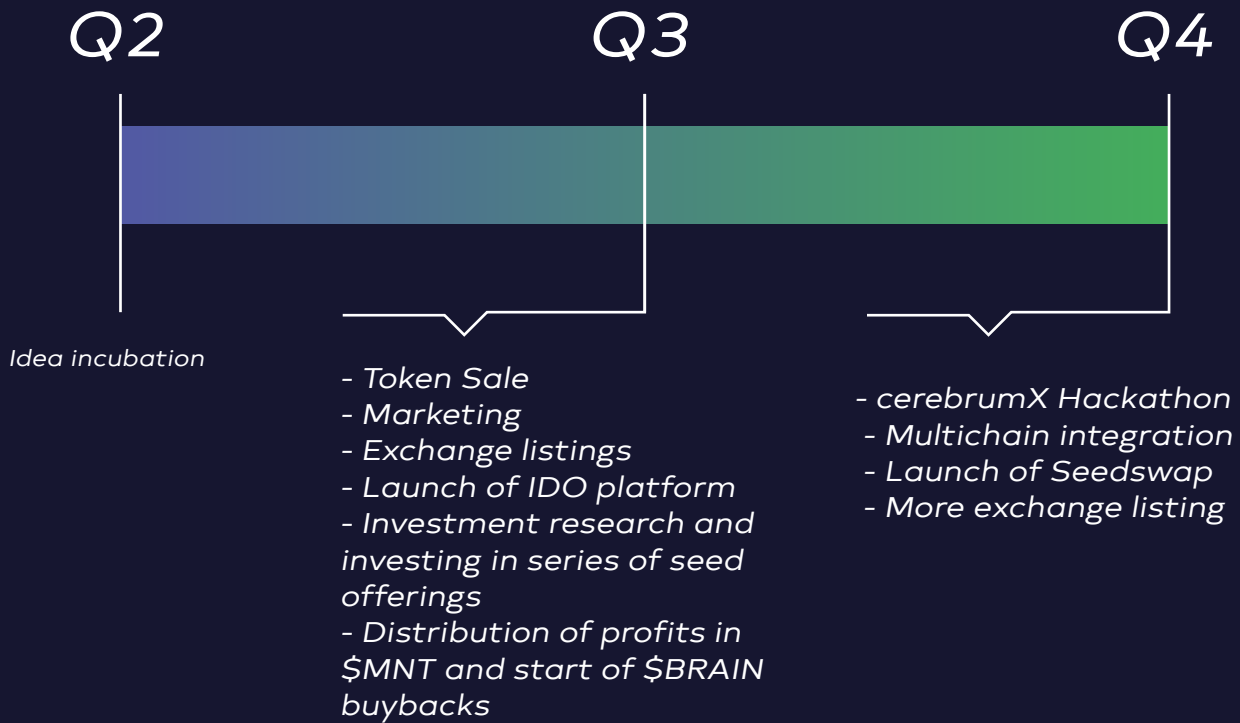 Q2
Q3
Q4
Idea incubation
- Token Sale
- Marketing
- Exchange listings
- Launch of IDO platform
- Investment research and
investing in series of seed
offerings
- Distribution of profits in
$MNT and start of $BRAIN
buybacks
- cerebrumX Hackathon
- Multichain integration
- Launch of Seedswap
- More exchange listing